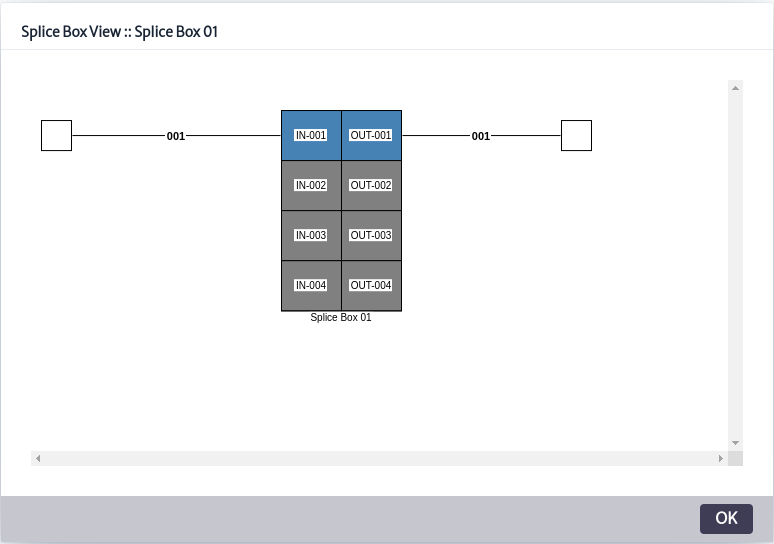 Splice Box View :: Splice Box 01
001 IN-001 OUT-001 001
IN-002 OUT-002
IN-003 OUT-003
IN-004 OUT-004
Splice Box 01
OK